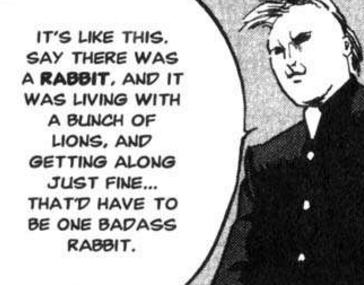 IT'S LIKE THIS.
SAY THERE WAS
A RABBIT, AND IT
WAS LIVING WITH
A BUNCH OF
LIONS, AND
GETTING ALONG
JUST FINE...
THAT'D HAVE TO
BE ONE BADASS
RABBIT.